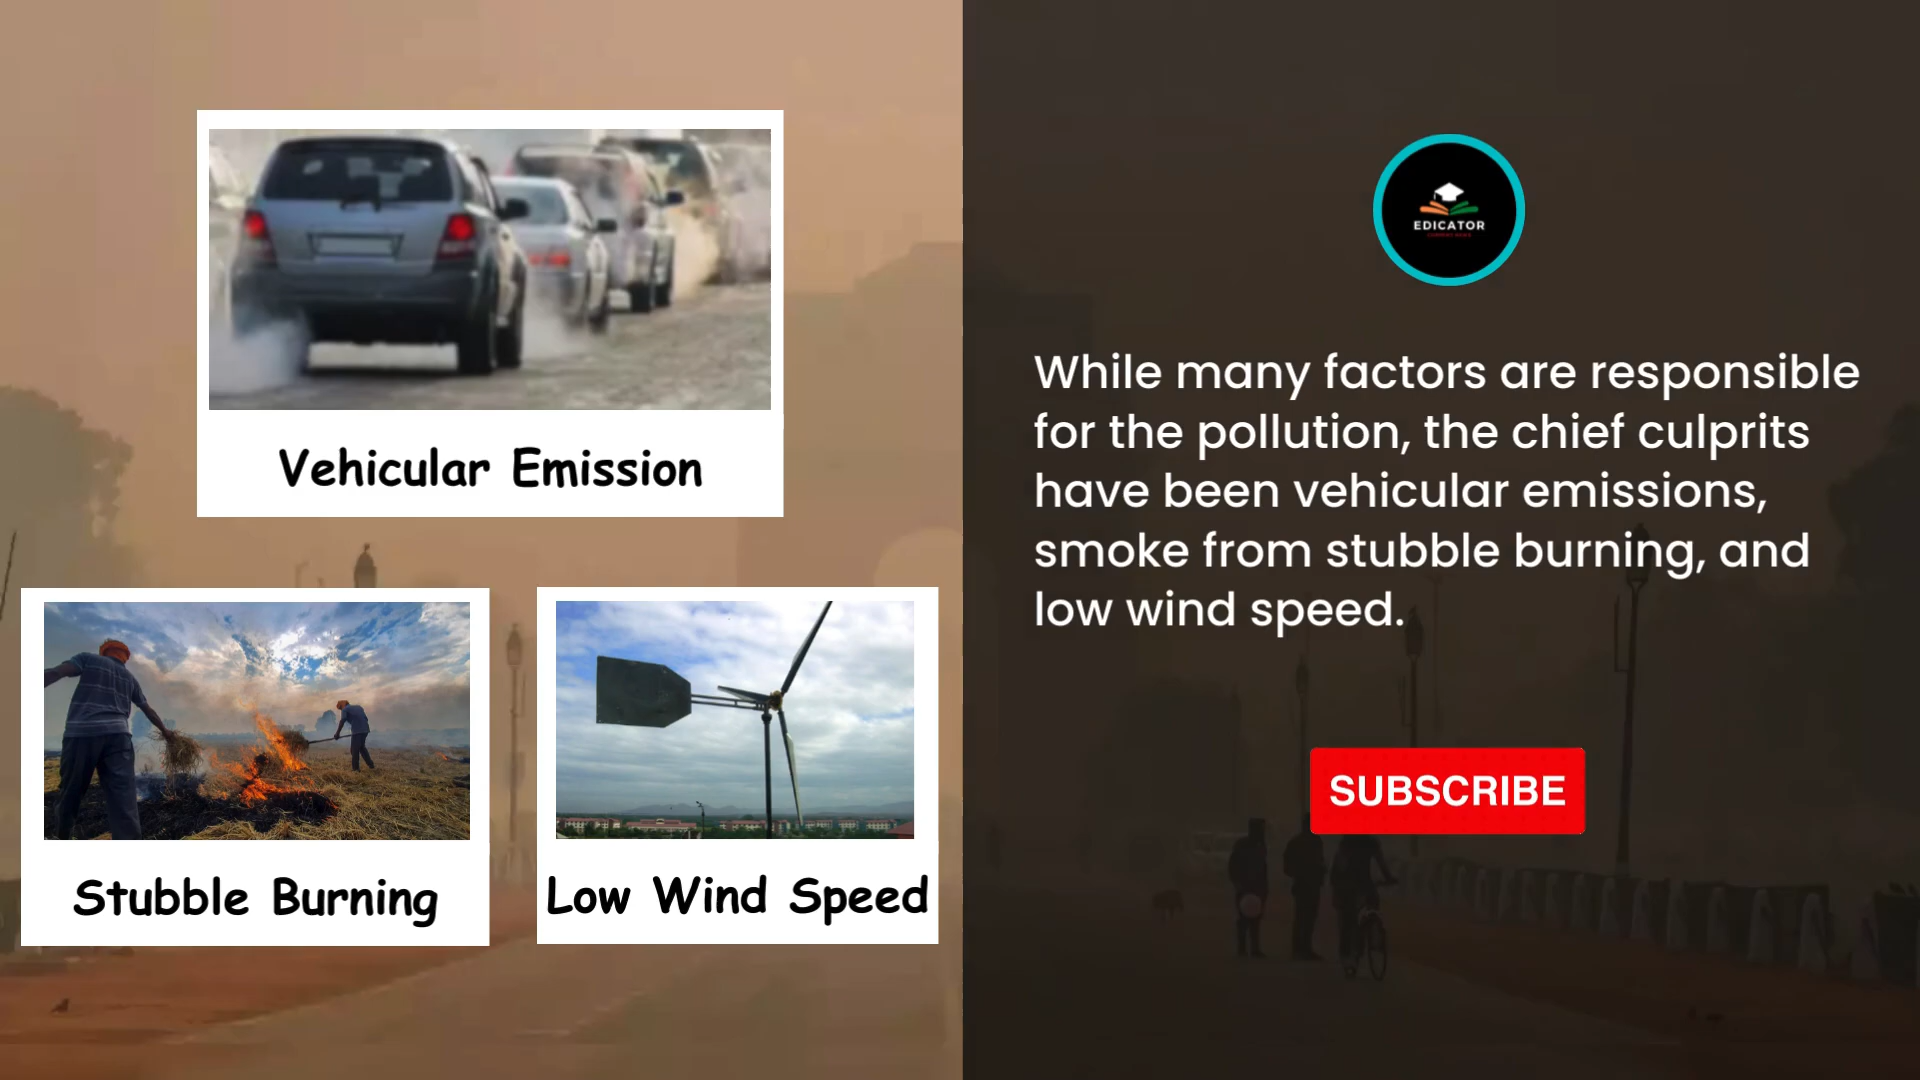 Vehicular Emission
Stubble Burning
Low Wind Speed
EDICATOR
While many factors are responsible
for the pollution, the chief culprits
have been vehicular emissions,
smoke from stubble burning, and
low wind speed.
SUBSCRIBE